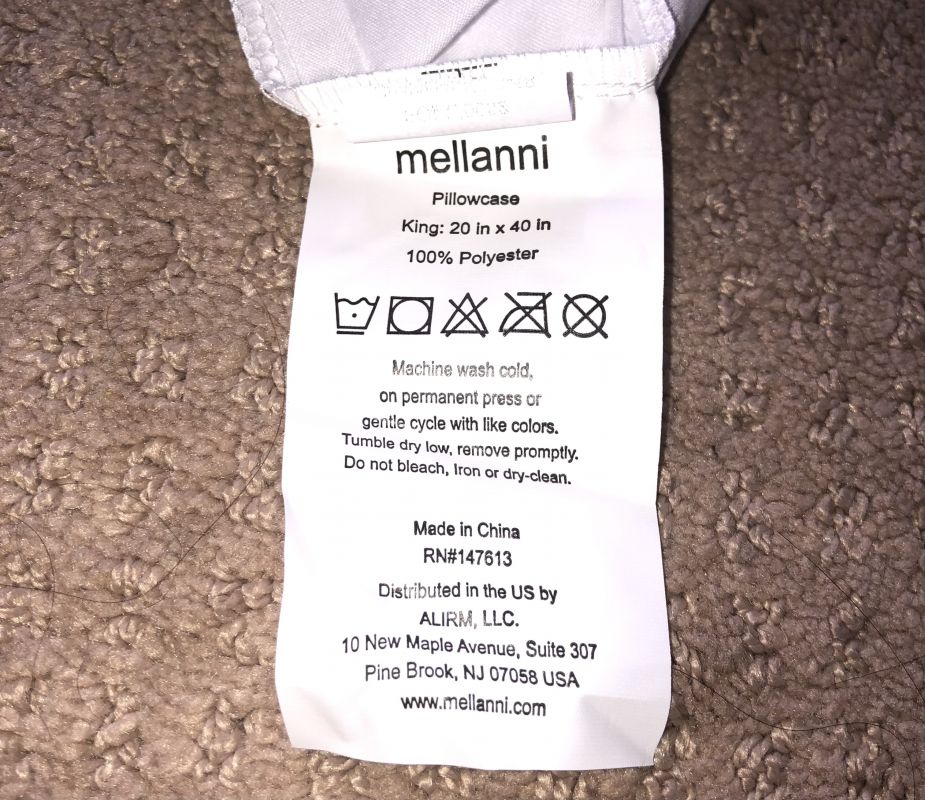 mellanni
Pillowcase
King: 20 in x 40 in
100% Polyester
Machine wash cold,
on permanent press or
gentle cycle with like colors.
Tumble dry low, remove promptly.
Do not bleach, Iron or dry-clean.
Made in China
RN#147613
Distributed in the US by
ALIRM, LLC.
10 New Maple Avenue, Suite 307
Pine Brook, NJ 07058 USA
www.mellanni.com